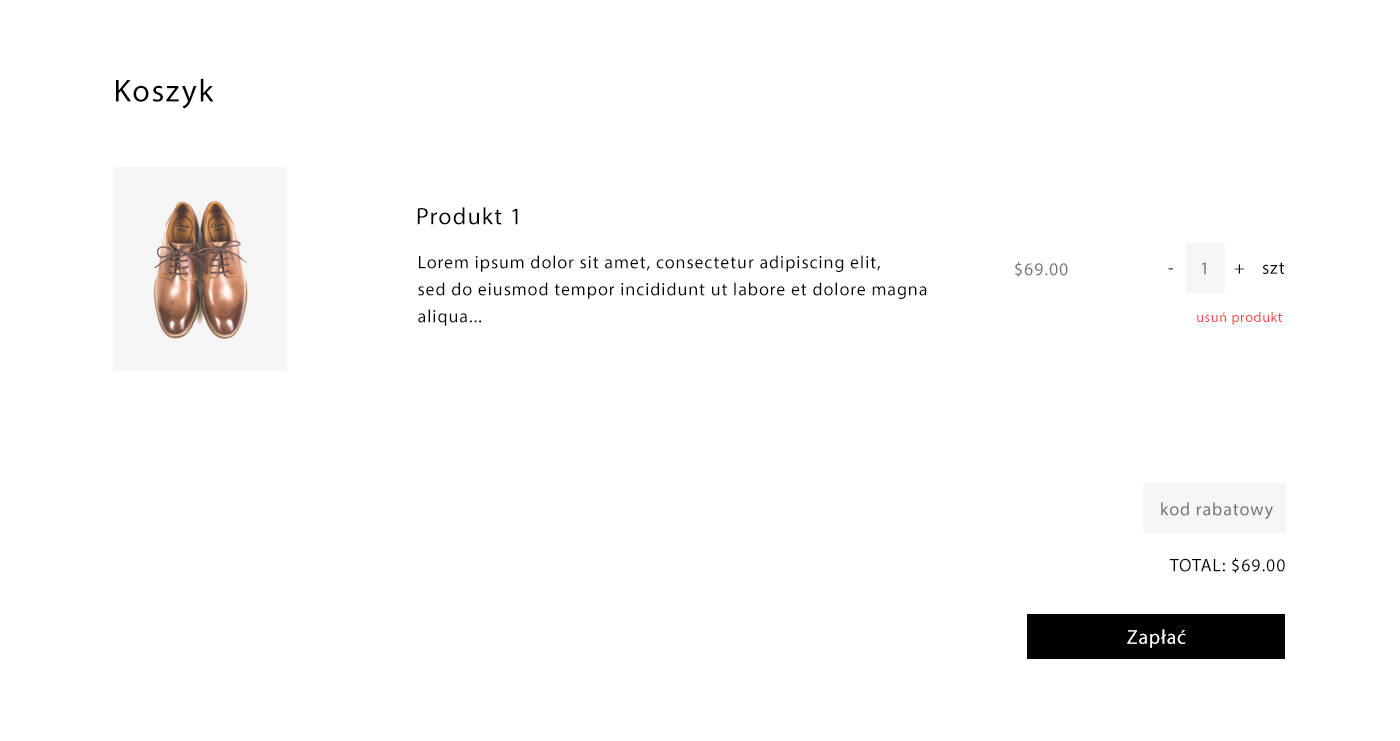 Koszyk
Produkt 1
Lorem ipsum dolor sit amet, consectetur adipiscing elit,
sed do eiusmod tempor incididunt ut labore et dolore magna
aliqua...
$69.00
- 1 + szt
usuń produkt
kod rabatowy
TOTAL: $69.00
Zapłać